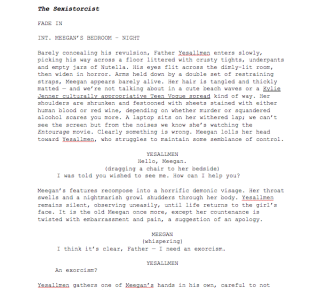 The Sexistorcist
FADE IN
INT. MEEGAN'S BEDROOM – NIGHT
Barely concealing his revulsion, Father Yesallmen enters slowly,
picking his way across a floor littered with crusty tights, underpants
and empty jars of Nutella. His eyes flit across the dimly-lit room,
then widen in horror. Arms held down by a double set of restraining
straps, Meegan appears barely alive. Her hair is tangled and thickly
matted – and we're not talking about in a cute beach waves or a Kylie
Jenner culturally appropriative Teen Vogue spread kind of way. Her
shoulders are shrunken and festooned with sheets stained with either
human blood or red wine, depending on whether murder or squandered
alcohol scares you more. A laptop sits on her withered lap; we can't
see the screen but from the noises we know she's watching the
Entourage movie. Clearly something is wrong. Meegan lolls her head
toward Yesallmen, who struggles to maintain some semblance of control.
YESALLMEN
Hello, Meegan.
(dragging a chair to her bedside)
I was told you wished to see me. How can I help you?
Meegan's features recompose into a horrific demonic visage. Her throat
swells and a nightmarish growl shudders through her body. Yesallmen
remains silent, observing uneasily, until life returns to the girl's
face. It is the old Meegan once more, except her countenance is
twisted with embarrassment and pain, a suggestion of an apology.
MEEGAN
(whispering)
I think it's clear, Father – I need an exorcism.
YESALLMEN
An exorcism?
Yesallmen gathers one of Meegan's hands in his own, careful to not